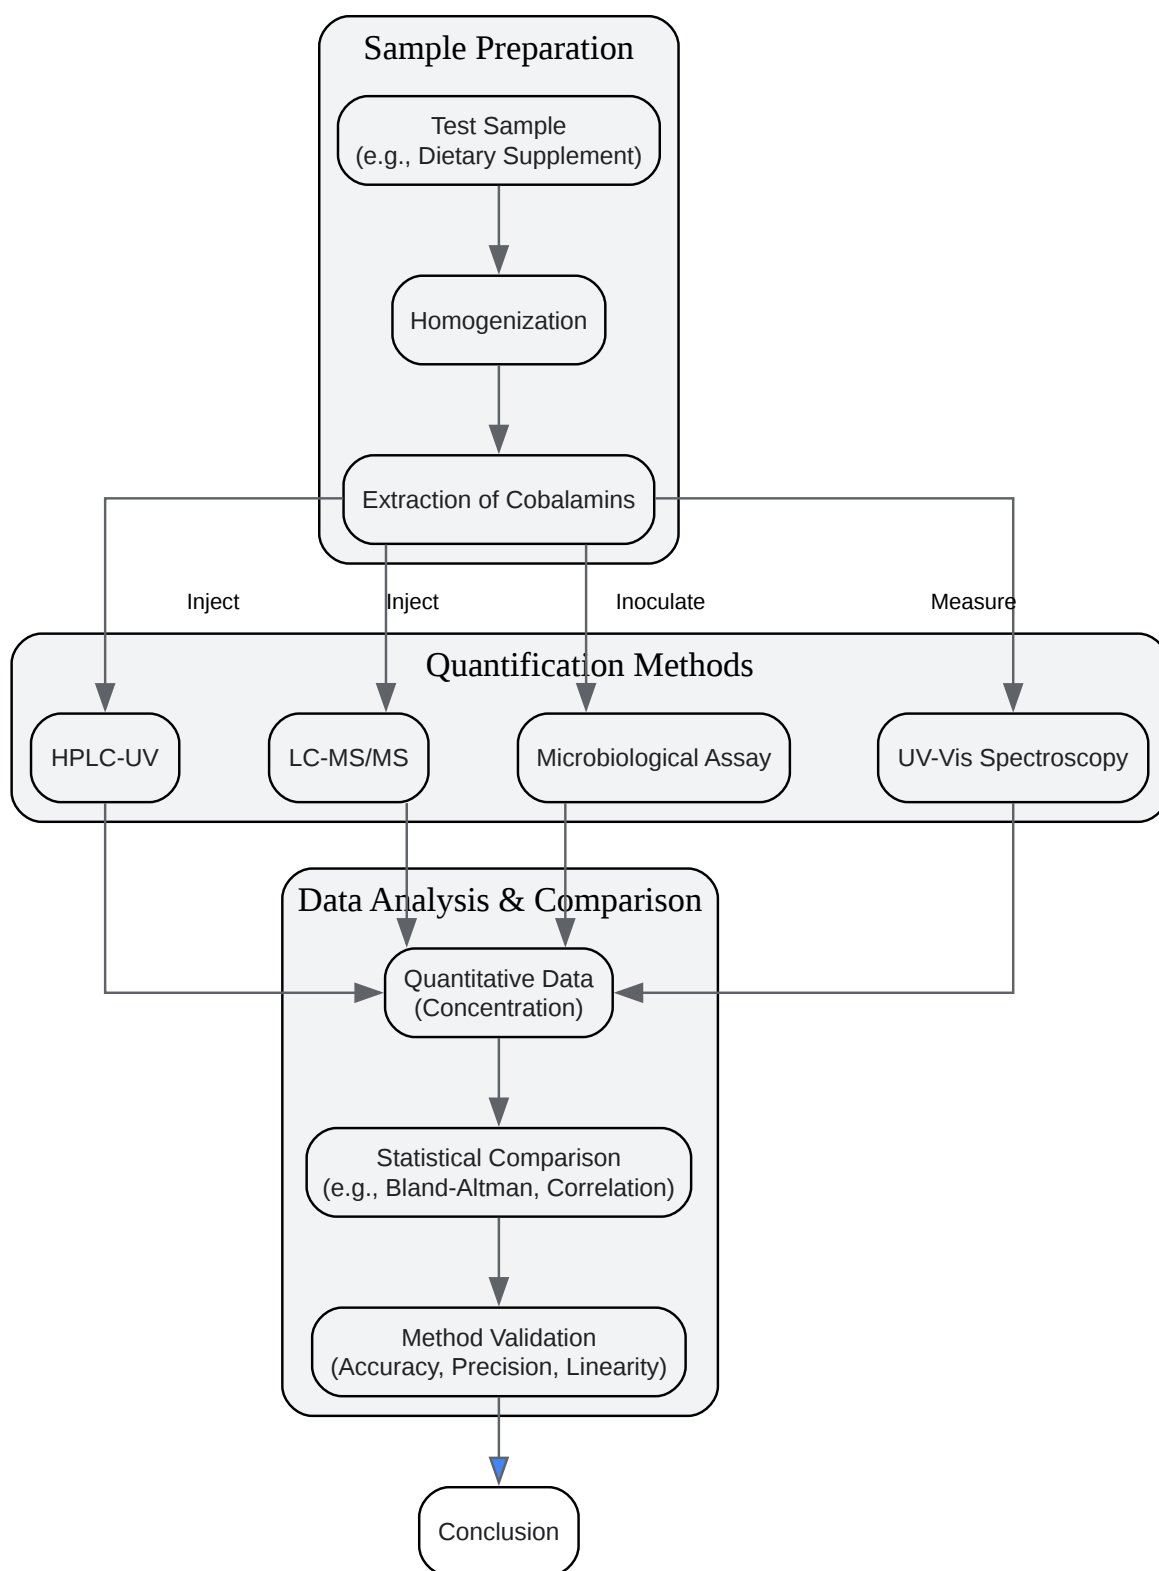 Sample Preparation
Test Sample
(e.g., Dietary Supplement)
Homogenization
Extraction of Cobalamins
Inject
Inject
Inoculate
Measure
Quantification Methods
HPLC-UV
LC-MS/MS
Microbiological Assay
UV-Vis Spectroscopy
Data Analysis & Comparison
Quantitative Data
(Concentration)
Statistical Comparison
(e.g., Bland-Altman, Correlation)
Method Validation
(Accuracy, Precision, Linearity)
Conclusion